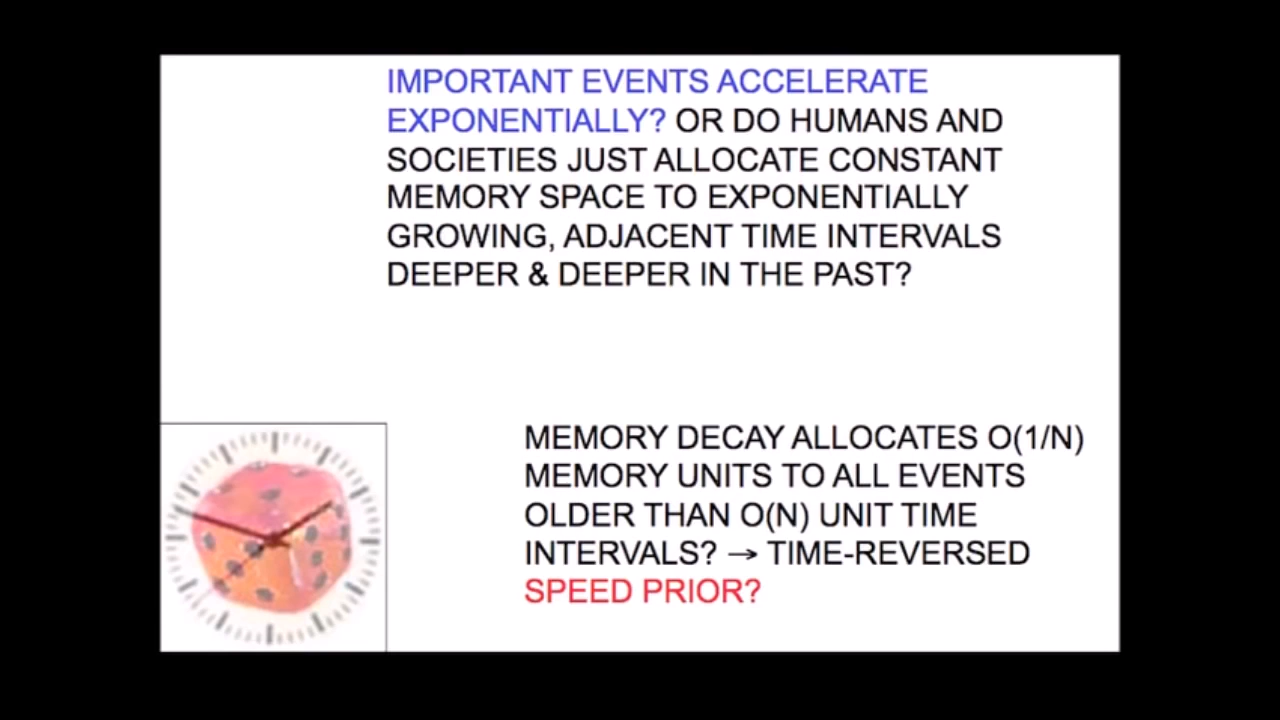 IMPORTANT EVENTS ACCELERATE
EXPONENTIALLY? OR DO HUMANS AND
SOCIETIES JUST ALLOCATE CONSTANT
MEMORY SPACE TO EXPONENTIALLY
GROWING, ADJACENT TIME INTERVALS
DEEPER & DEEPER IN THE PAST?
MEMORY DECAY ALLOCATES O(1/N)
MEMORY UNITS TO ALL EVENTS
OLDER THAN O(N) UNIT TIME
INTERVALS? → TIME-REVERSED
SPEED PRIOR?